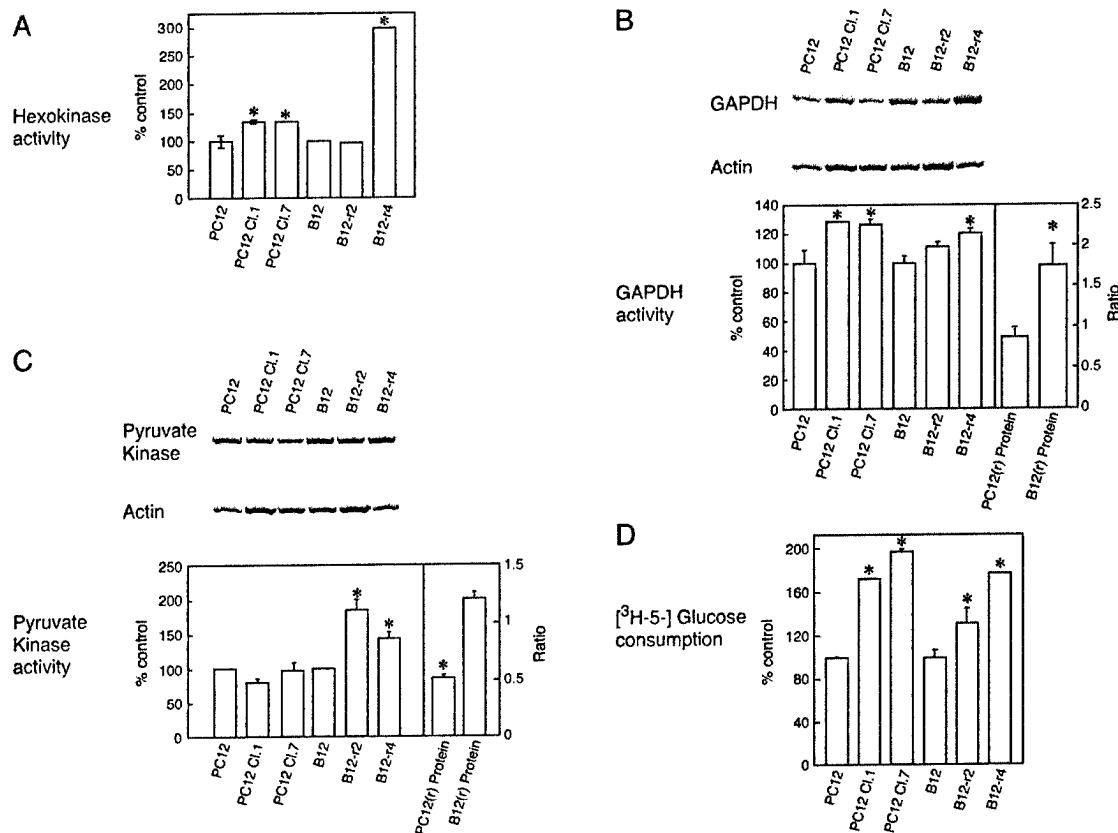 A
Hexokinase
activity
% control
300
250
200
150
100
50
0
*
*
*
PC12
PC12 Cl.1
PC12 Cl.7
B12
B12-r2
B12-r4
B
PC12
PC12 Cl.1
PC12 Cl.7
B12
B12-r2
B12-r4
GAPDH
Actin
GAPDH
activity
% control
140
120
100
80
60
40
20
0
*
*
*
*
2.5
2
1.5
1
0.5
0
Ratio
PC12
PC12 Cl.1
PC12 Cl.7
B12
B12-r2
B12-r4
PC12(r) Protein
B12(r) Protein
C
PC12
PC12 Cl.1
PC12 Cl.7
B12
B12-r2
B12-r4
Pyruvate
Kinase
Actin
Pyruvate
Kinase
activity
% control
250
200
150
100
50
0
*
*
*
1.5
1
0.5
0
Ratio
PC12
PC12 Cl.1
PC12 Cl.7
B12
B12-r2
B12-r4
PC12(r) Protein
B12(r) Protein
D
[³H-5-] Glucose
consumption
% control
200
160
120
80
40
0
*
*
*
*
PC12
PC12 Cl.1
PC12 Cl.7
B12
B12-r2
B12-r4